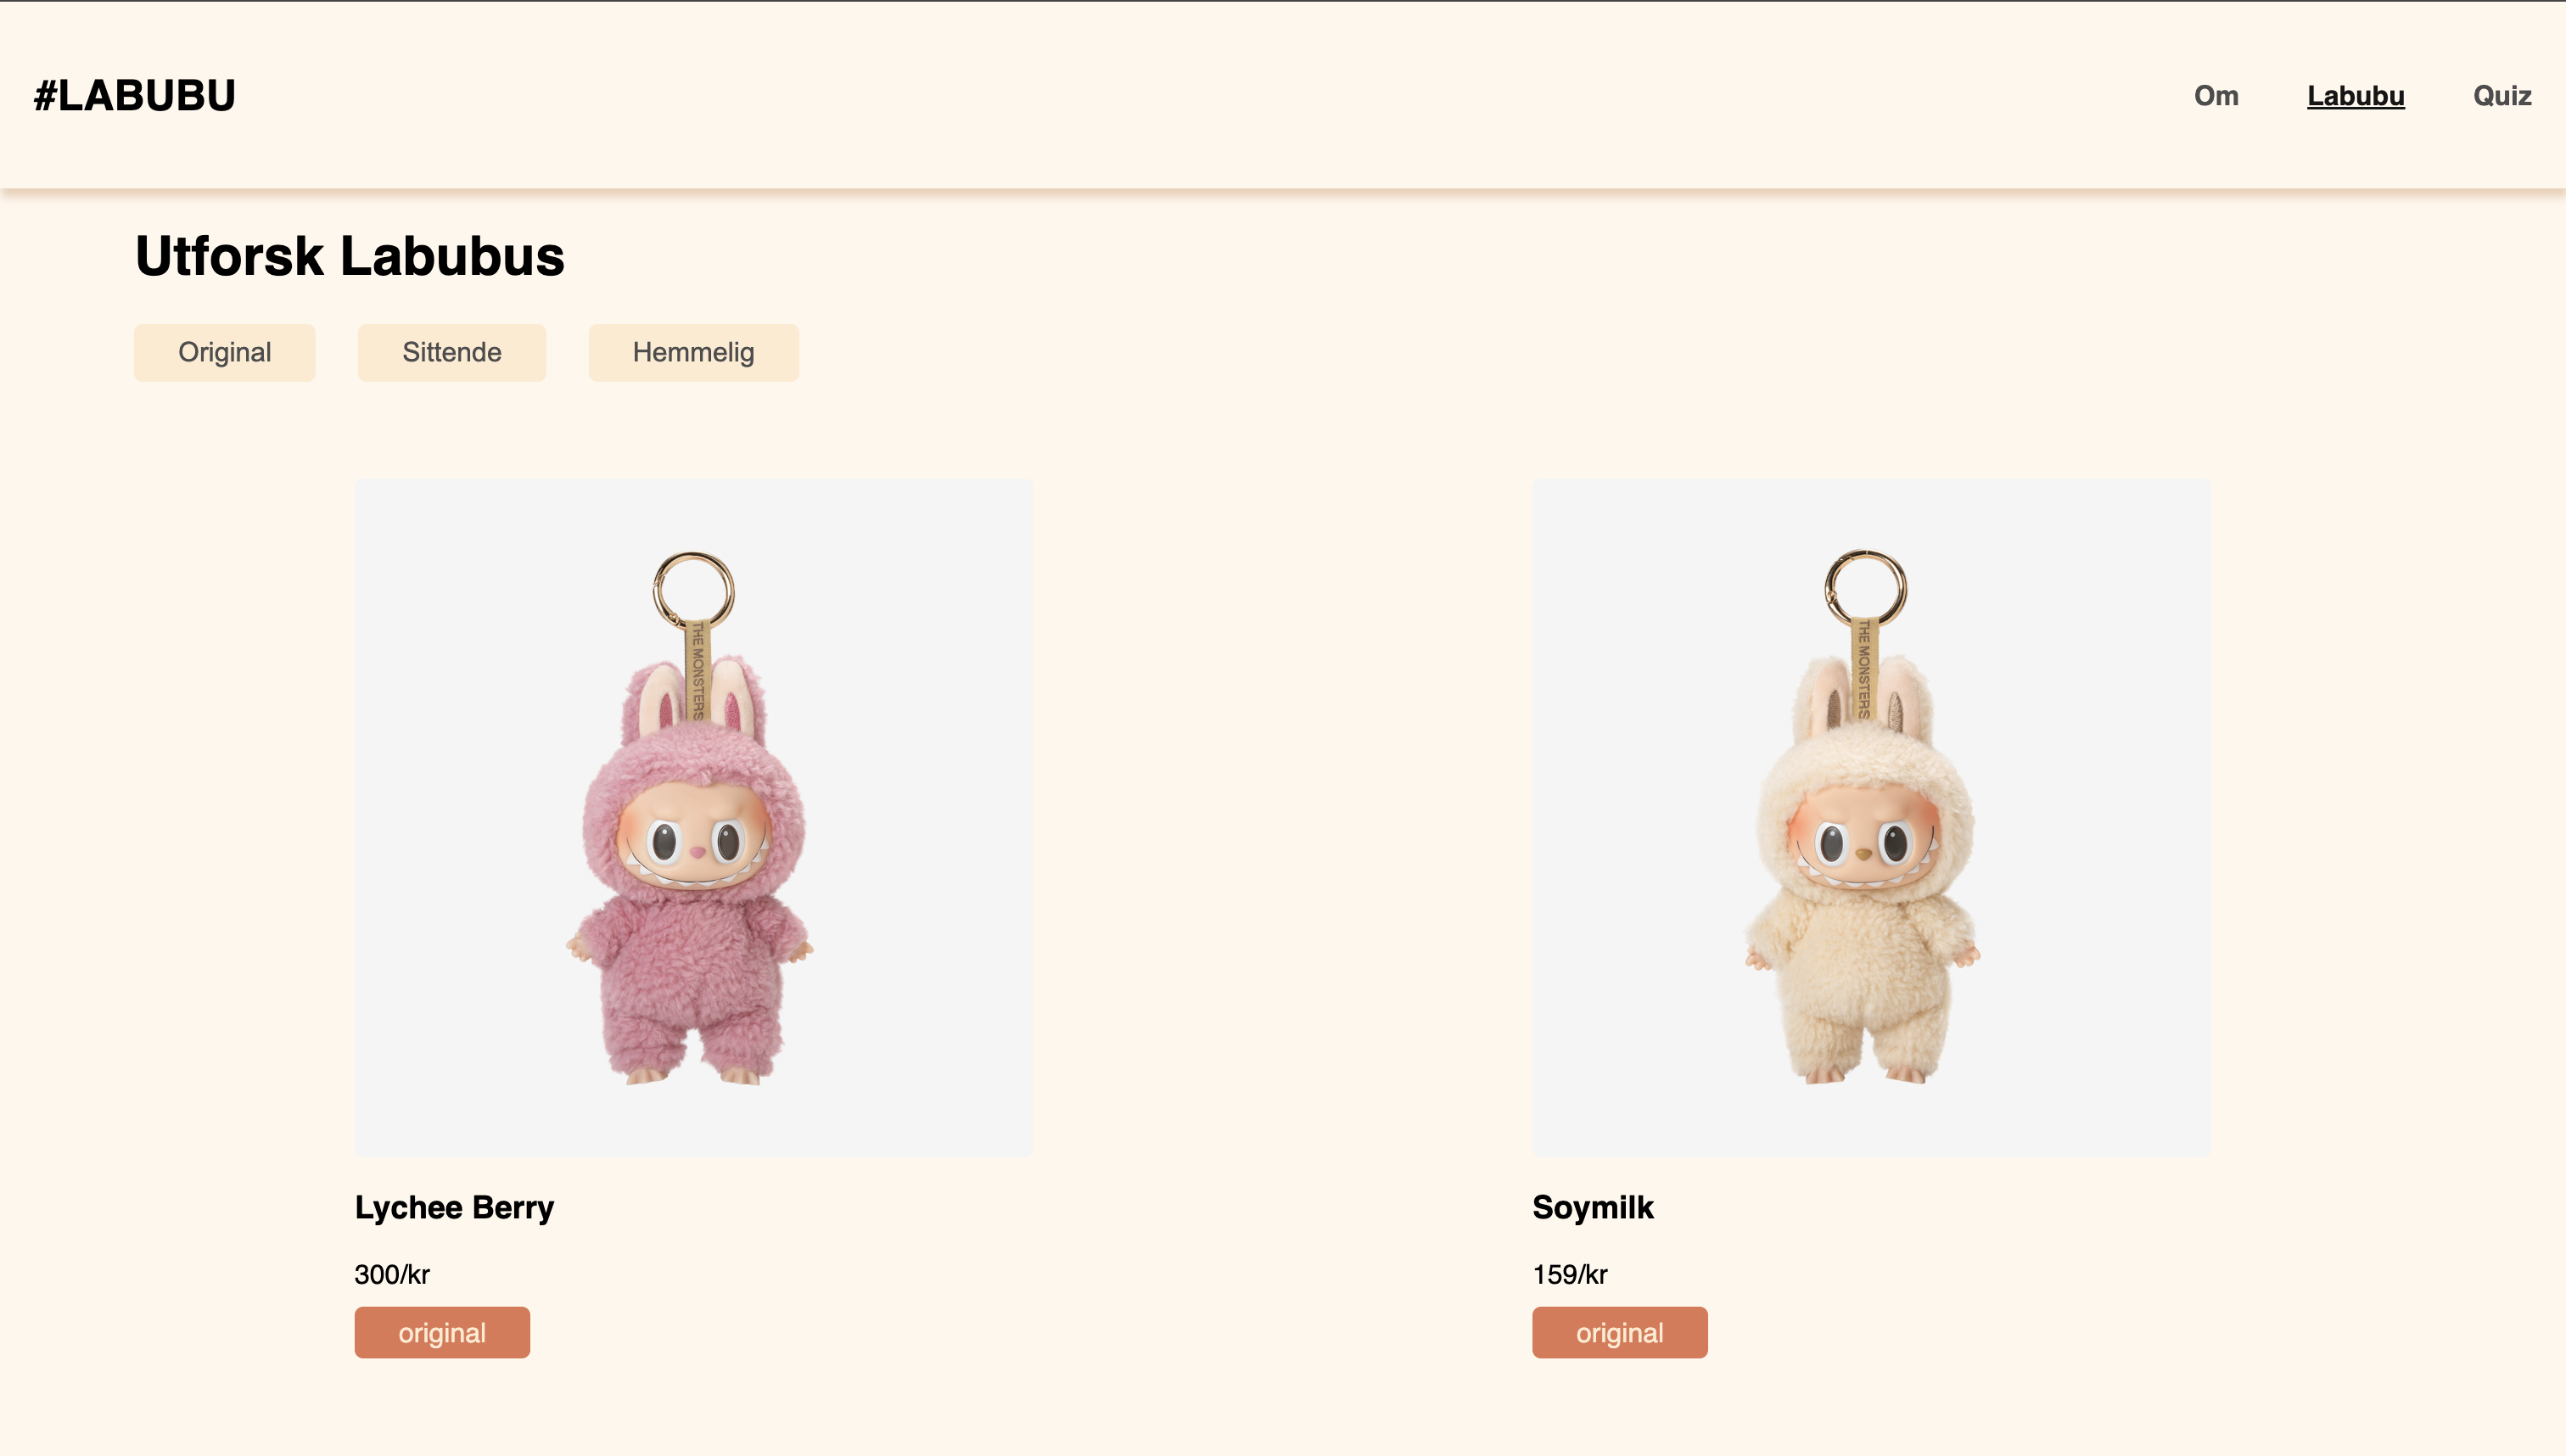 #LABUBU
Om Labubu Quiz
Utforsk Labubus
Original Sittende Hemmelig
THE MONSTERS
THE MONSTERS
Lychee Berry
300/kr
original
Soymilk
159/kr
original